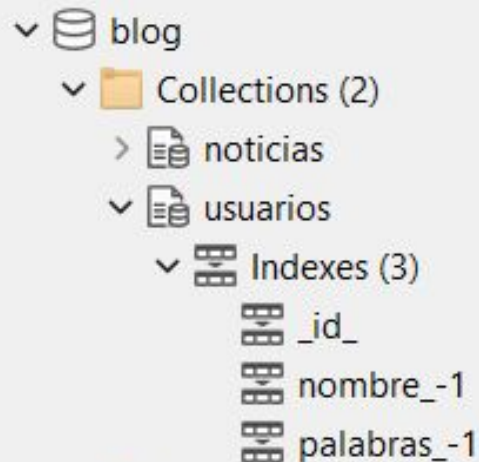 blog
Collections (2)
noticias
usuarios
Indexes (3)
_id_
nombre_-1
palabras_-1